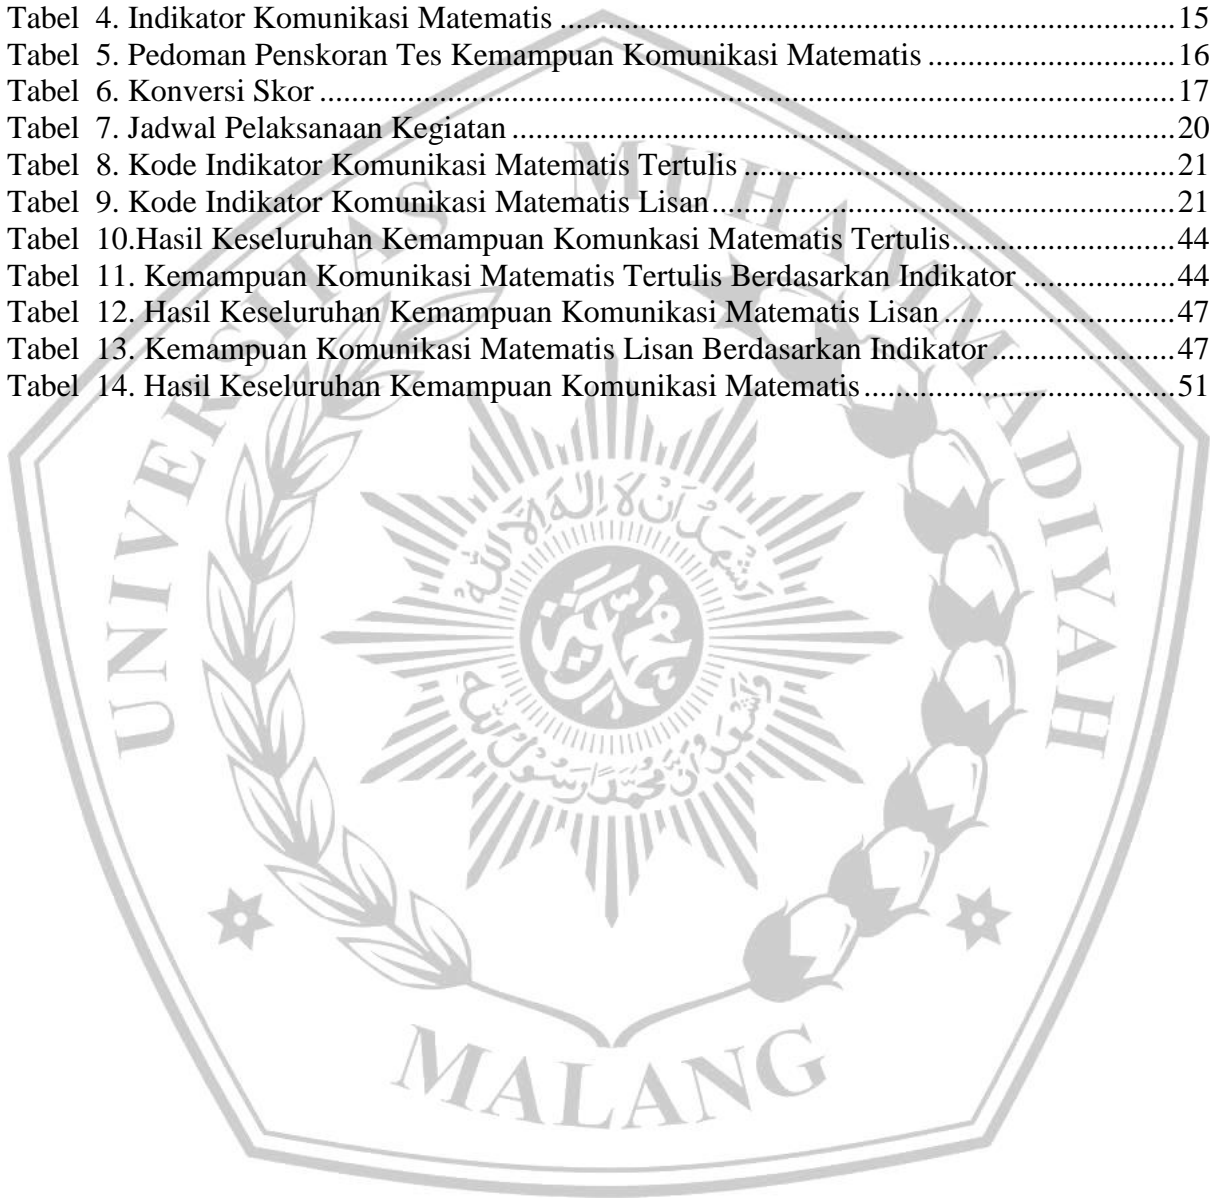 Tabel 4. Indikator Komunikasi Matematis ............................................................................15
Tabel 5. Pedoman Penskoran Tes Kemampuan Komunikasi Matematis ..............................16
Tabel 6. Konversi Skor .........................................................................................................17
Tabel 7. Jadwal Pelaksanaan Kegiatan ..................................................................................20
Tabel 8. Kode Indikator Komunikasi Matematis Tertulis .....................................................21
Tabel 9. Kode Indikator Komunikasi Matematis Lisan.........................................................21
Tabel 10.Hasil Keseluruhan Kemampuan Komunkasi Matematis Tertulis...........................44
Tabel 11. Kemampuan Komunikasi Matematis Tertulis Berdasarkan Indikator ..................44
Tabel 12. Hasil Keseluruhan Kemampuan Komunikasi Matematis Lisan ............................47
Tabel 13. Kemampuan Komunikasi Matematis Lisan Berdasarkan Indikator ......................47
Tabel 14. Hasil Keseluruhan Kemampuan Komunikasi Matematis ......................................51
UNIVERSITAS MUHAMMADIYAH
MALANG